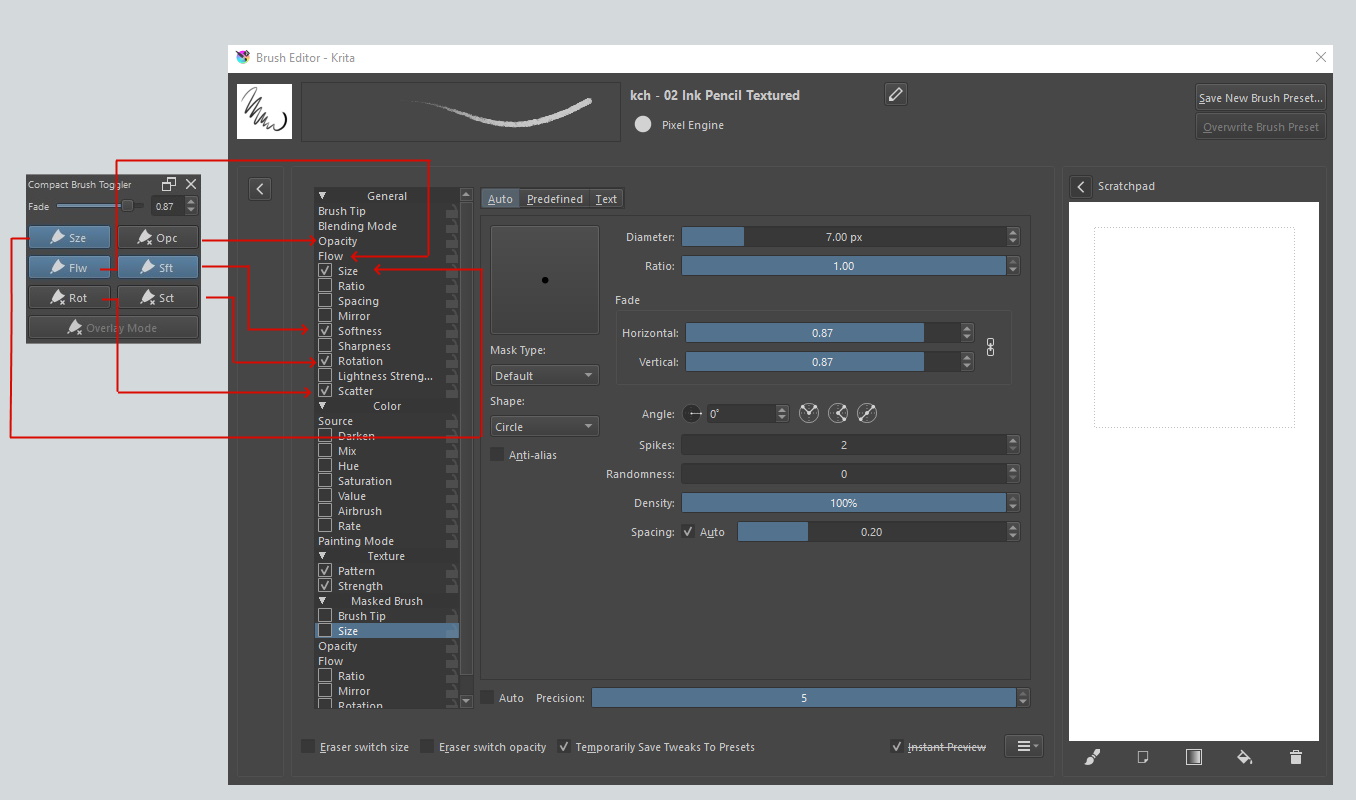 Brush Editor - Krita
kch - 02 Ink Pencil Textured
Pixel Engine
Save New Brush Preset...
Overwrite Brush Preset
Compact Brush Toggler
Fade
0.87
Sze
Opc
Flw
Sft
Rot
Sct
Overlay Mode
General
Brush Tip
Blending Mode
Opacity
Flow
Size
Ratio
Spacing
Mirror
Softness
Sharpness
Rotation
Lightness Streng...
Scatter
Color
Source
Darken
Mix
Hue
Saturation
Value
Airbrush
Rate
Painting Mode
Texture
Pattern
Strength
Masked Brush
Brush Tip
Size
Opacity
Flow
Ratio
Mirror
Rotation
Auto
Predefined
Text
Mask Type:
Default
Shape:
Circle
Anti-alias
Diameter: 7.00 px
Ratio: 1.00
Fade
Horizontal: 0.87
Vertical: 0.87
Angle: 0°
Spikes: 2
Randomness: 0
Density: 100%
Spacing: Auto 0.20
Auto Precision: 5
Eraser switch size
Eraser switch opacity
Temporarily Save Tweaks To Presets
Instant Preview
Scratchpad